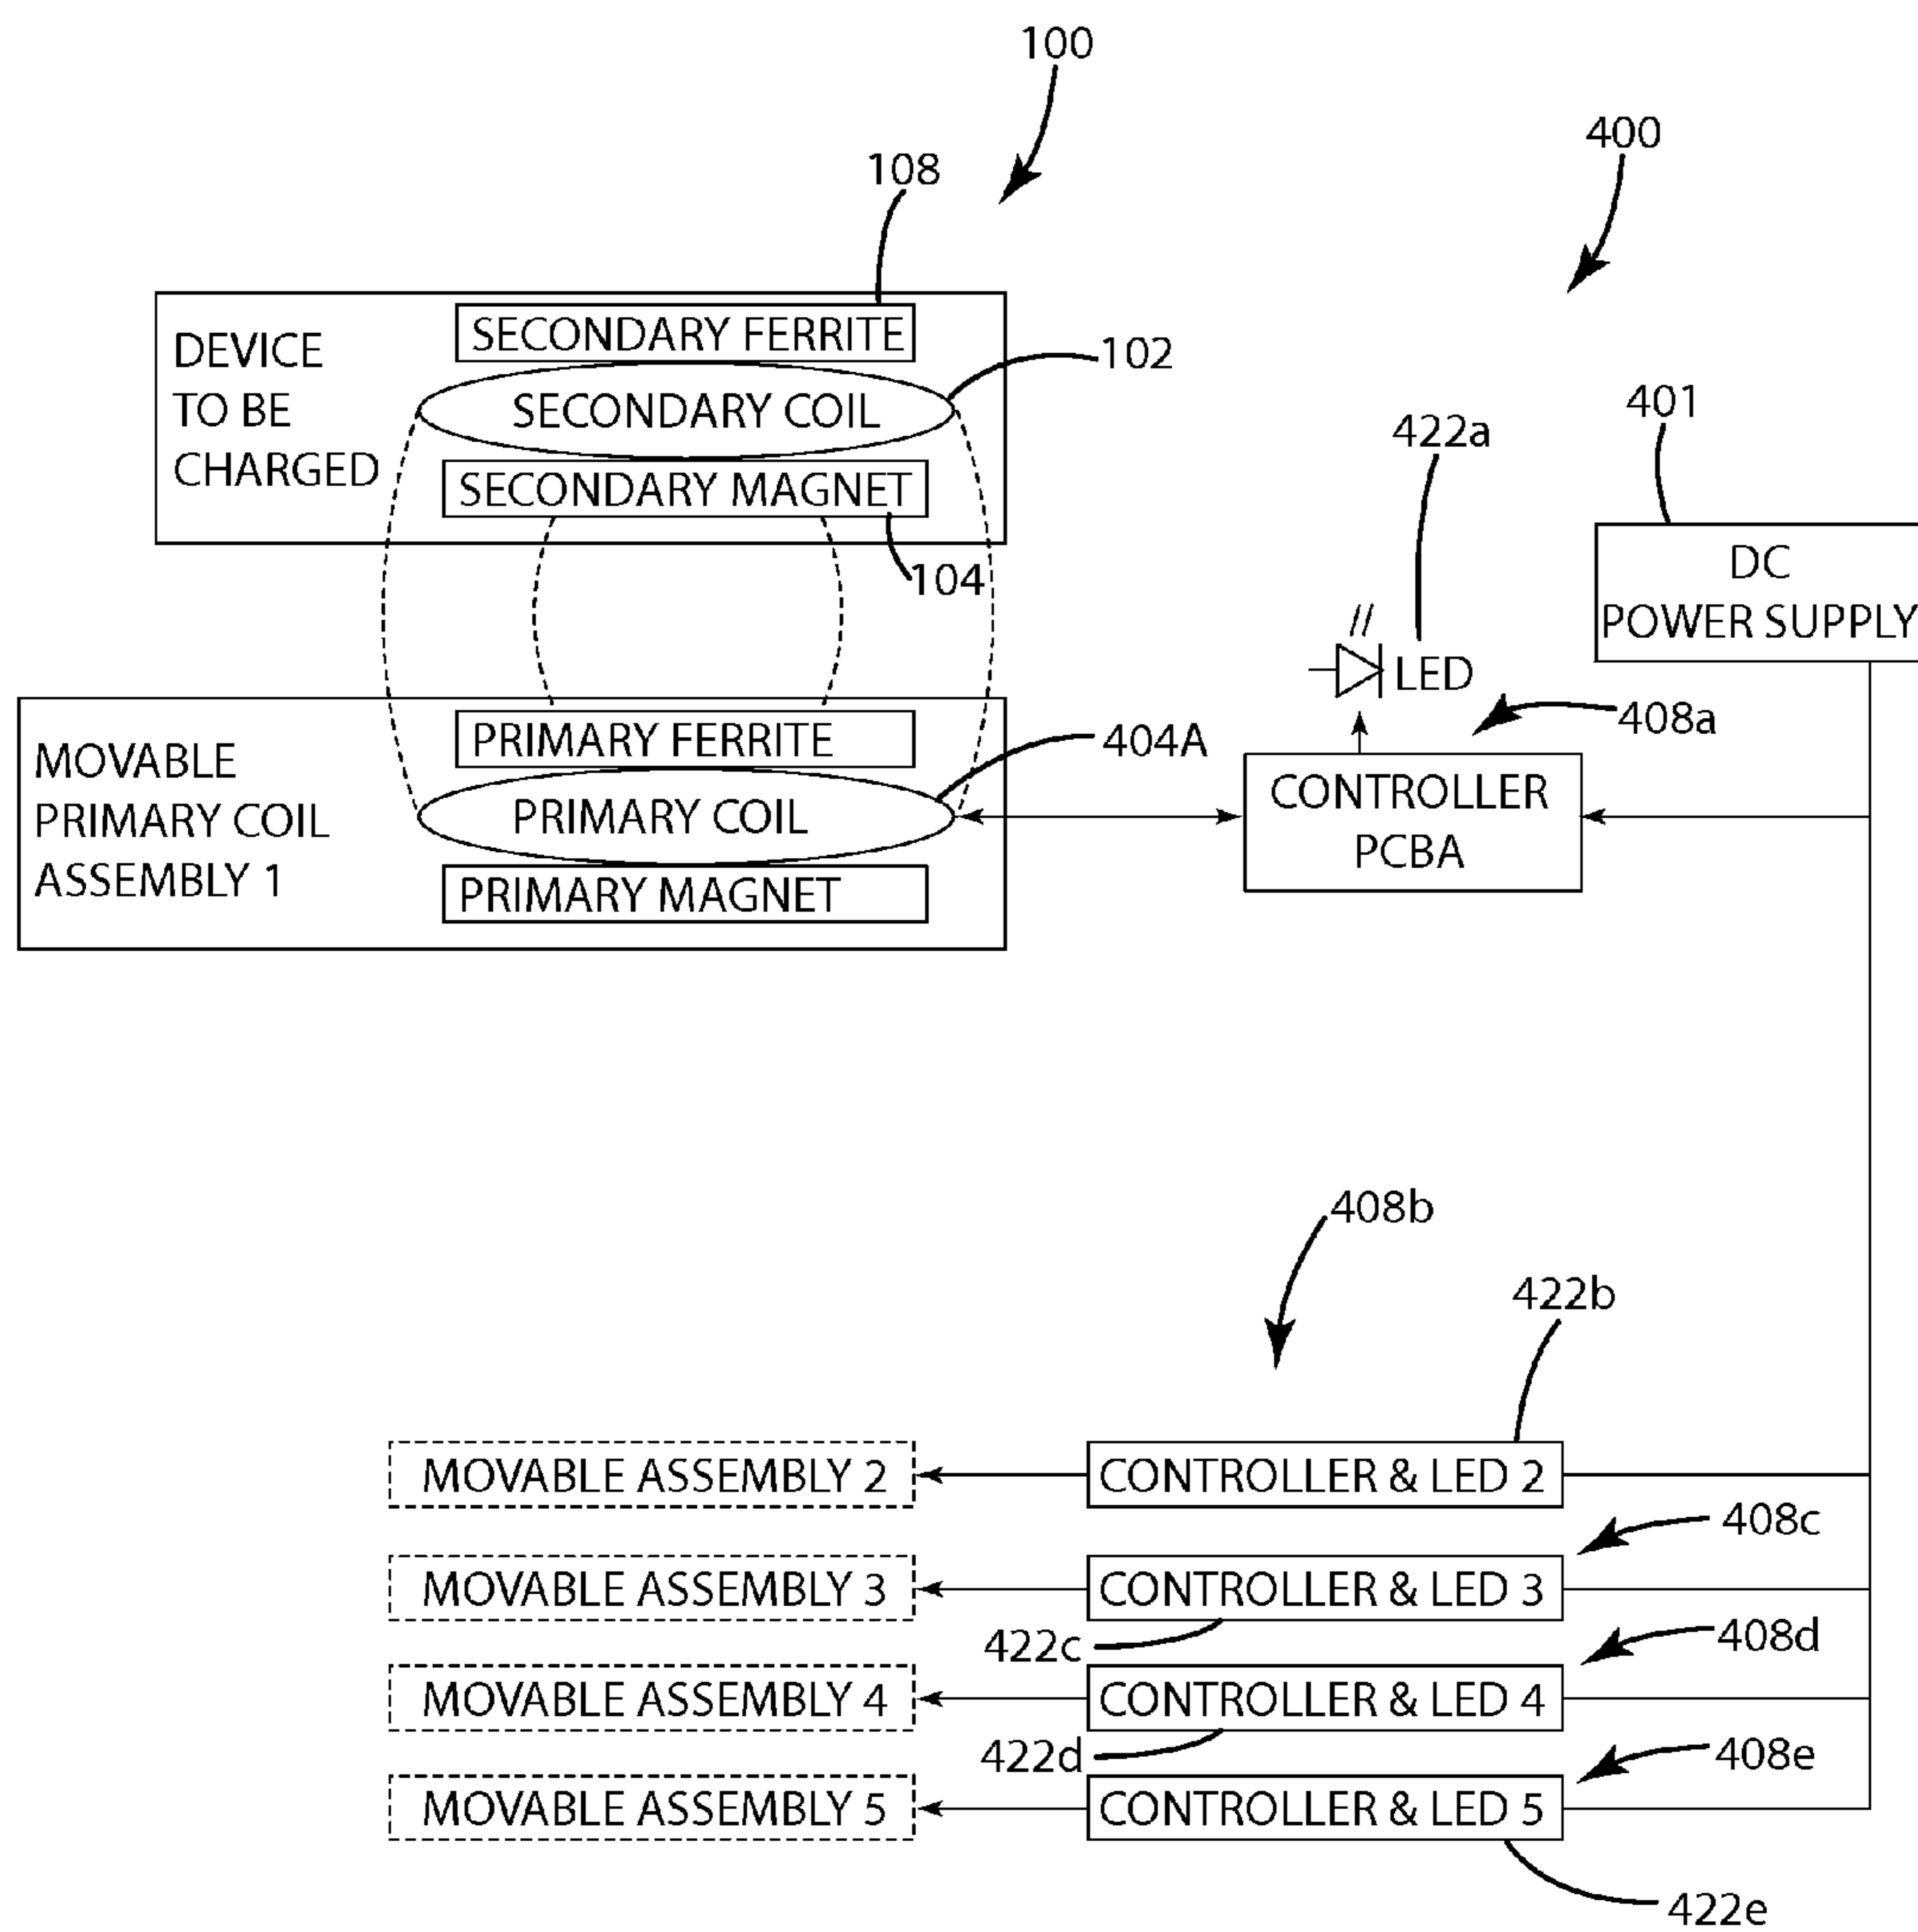 100
400
108
DEVICE
TO BE
CHARGED
SECONDARY FERRITE
102
SECONDARY COIL
SECONDARY MAGNET
104
422a
401
DC
POWER SUPPLY
LED
408a
MOVABLE
PRIMARY COIL
ASSEMBLY 1
PRIMARY FERRITE
404A
PRIMARY COIL
PRIMARY MAGNET
CONTROLLER
PCBA
408b
422b
MOVABLE ASSEMBLY 2
CONTROLLER & LED 2
408c
MOVABLE ASSEMBLY 3
CONTROLLER & LED 3
422c
408d
MOVABLE ASSEMBLY 4
CONTROLLER & LED 4
422d
408e
MOVABLE ASSEMBLY 5
CONTROLLER & LED 5
422e